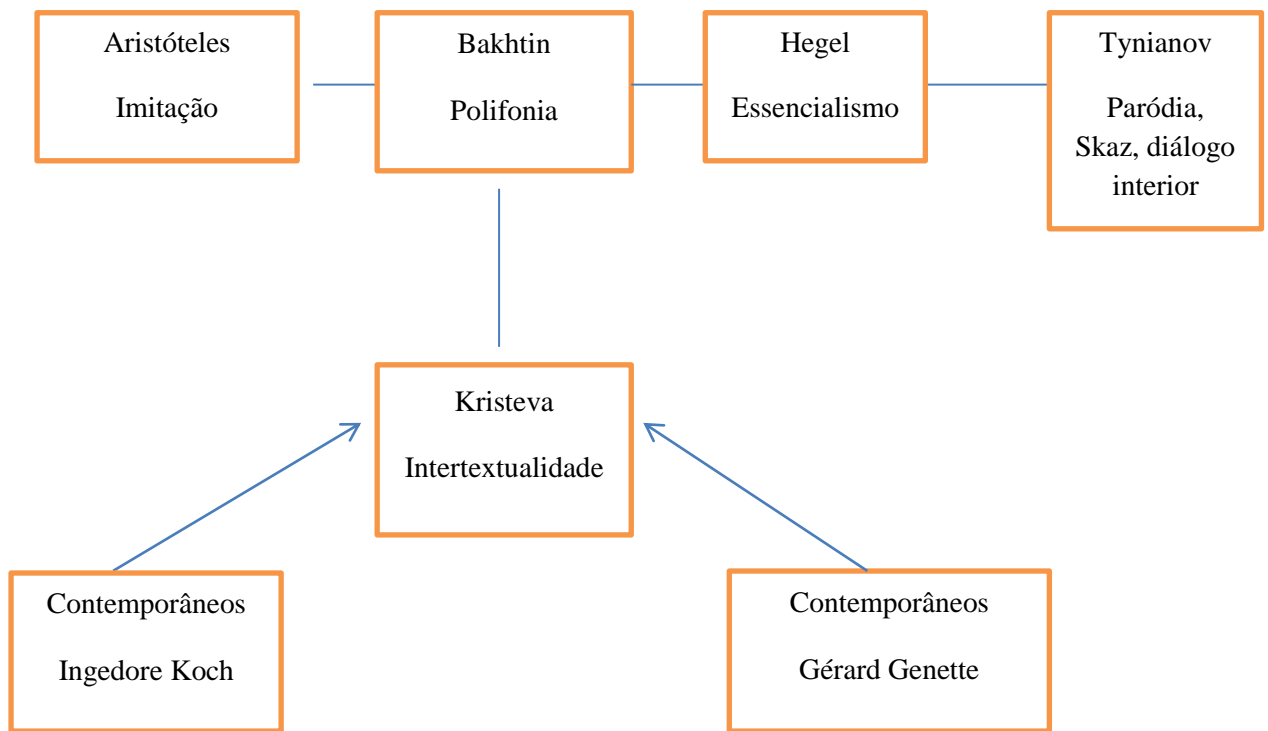 Aristóteles
Imitação
Bakhtin
Polifonia
Hegel
Essencialismo
Tynianov
Paródia,
Skaz, diálogo
interior
Kristeva
Intertextualidade
Contemporâneos
Ingedore Koch
Contemporâneos
Gérard Genette